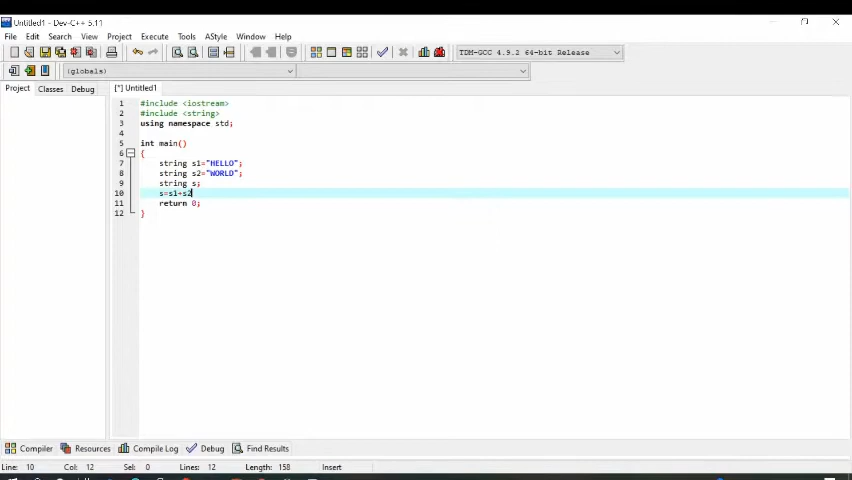 Untitled1 - Dev-C++ 5.11
File Edit Search View Project Execute Tools AStyle Window Help
TDM-GCC 4.9.2 64-bit Release
(globals)
Project Classes Debug [*] Untitled1
1 #include <iostream>
2 #include <string>
3 using namespace std;
4
5 int main()
6 {
7 string s1="HELLO";
8 string s2="WORLD";
9 string s;
10 s=s1+s2
11 return 0;
12 }
Compiler Resources Compile Log Debug Find Results
Line: 10 Col: 12 Sel: 0 Lines: 12 Length: 158 Insert